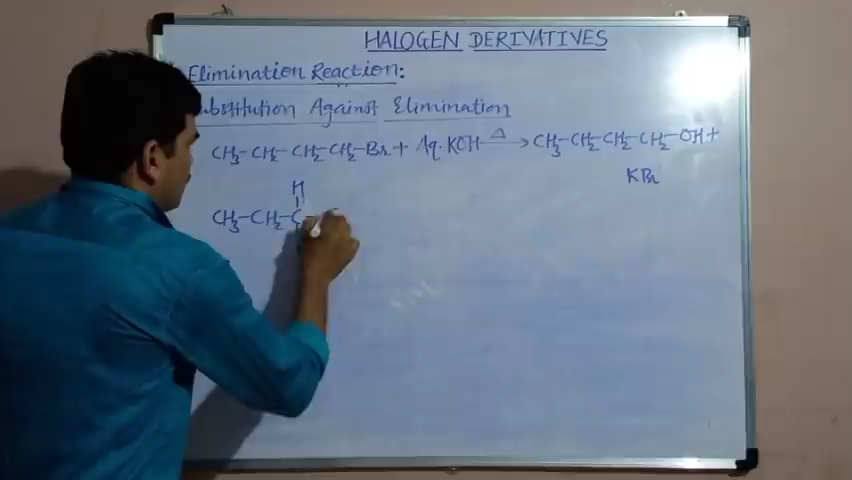 HALOGEN DERIVATIVES
Elimination Reaction:
Substitution Against Elimination
CH₃-CH₂-CH₂-CH₂-Br + Aq. KOH △→ CH₃-CH₂-CH₂-CH₂-OH +
KBr
H
CH₃-CH₂-C-